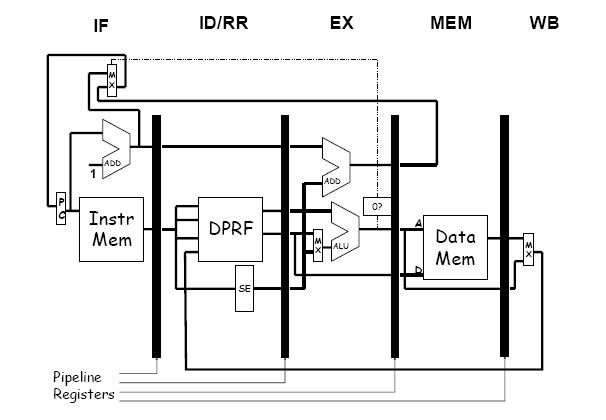 IF ID/RR EX MEM WB
M
X
ADD
1
P
C
Instr
Mem
DPRF
SE
ADD
0?
M
X
ALU
A
D
Data
Mem
M
X
Pipeline
Registers